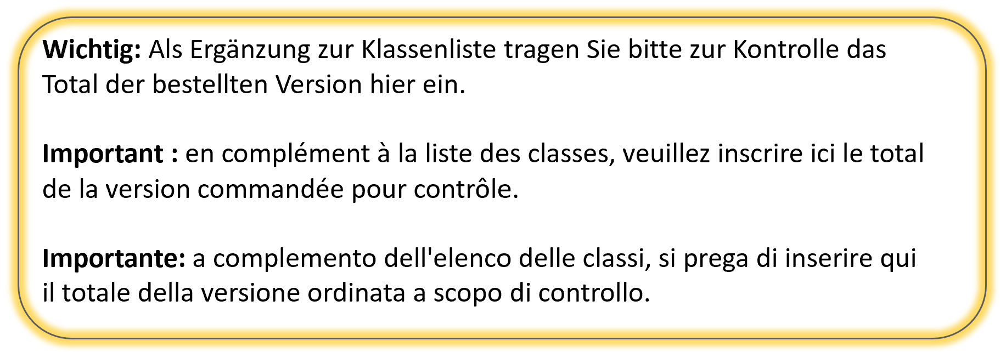 Wichtig: Als Ergänzung zur Klassenliste tragen Sie bitte zur Kontrolle das
Total der bestellten Version hier ein.
Important : en complément à la liste des classes, veuillez inscrire ici le total
de la version commandée pour contrôle.
Importante: a complemento dell'elenco delle classi, si prega di inserire qui
il totale della versione ordinata a scopo di controllo.